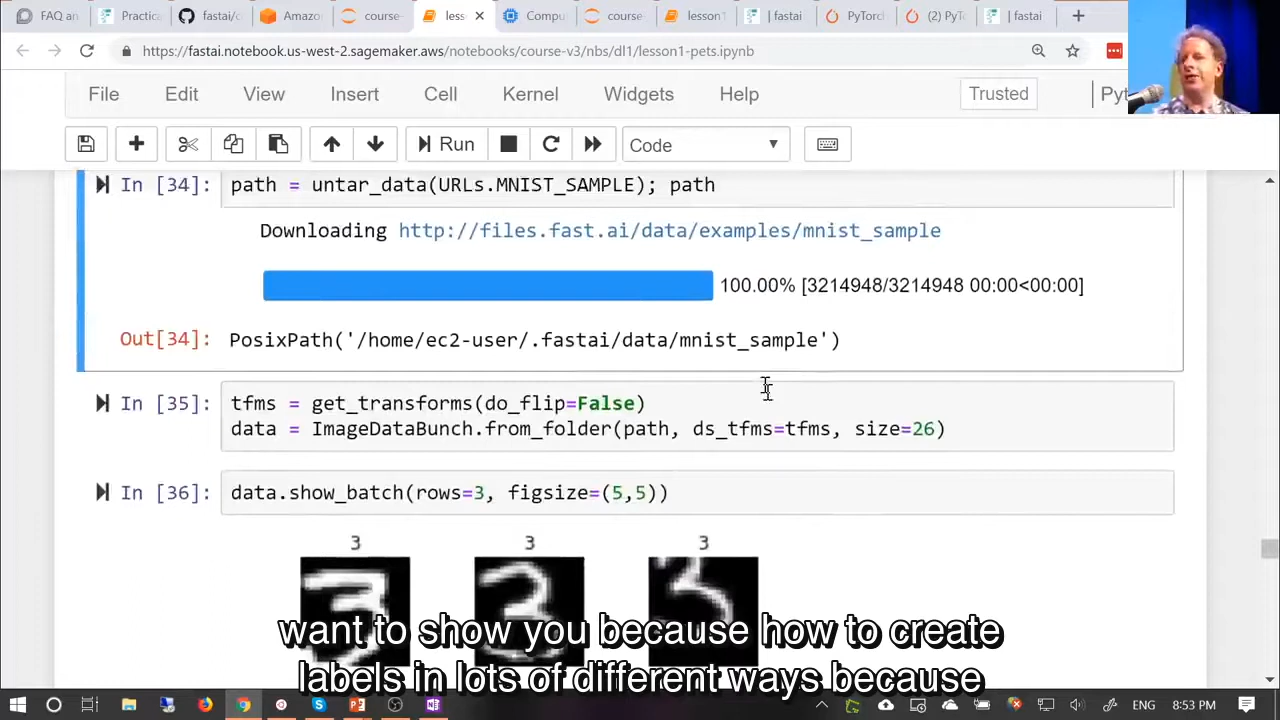 FAQ an
Practica
fastai/c
Amazo
course-
less
Compu
course
lesson1
| fastai
PyTorch
(2) PyTo
| fastai
https://fastai.notebook.us-west-2.sagemaker.aws/notebooks/course-v3/nbs/dl1/lesson1-pets.ipynb
File Edit View Insert Cell Kernel Widgets Help Trusted Pyt
Run Code
In [34]: path = untar_data(URLs.MNIST_SAMPLE); path
Downloading http://files.fast.ai/data/examples/mnist_sample
100.00% [3214948/3214948 00:00<00:00]
Out[34]: PosixPath('/home/ec2-user/.fastai/data/mnist_sample')
In [35]: tfms = get_transforms(do_flip=False)
data = ImageDataBunch.from_folder(path, ds_tfms=tfms, size=26)
In [36]: data.show_batch(rows=3, figsize=(5,5))
3 3 3
3 3 3
want to show you because how to create
labels in lots of different ways because
ENG 8:53 PM